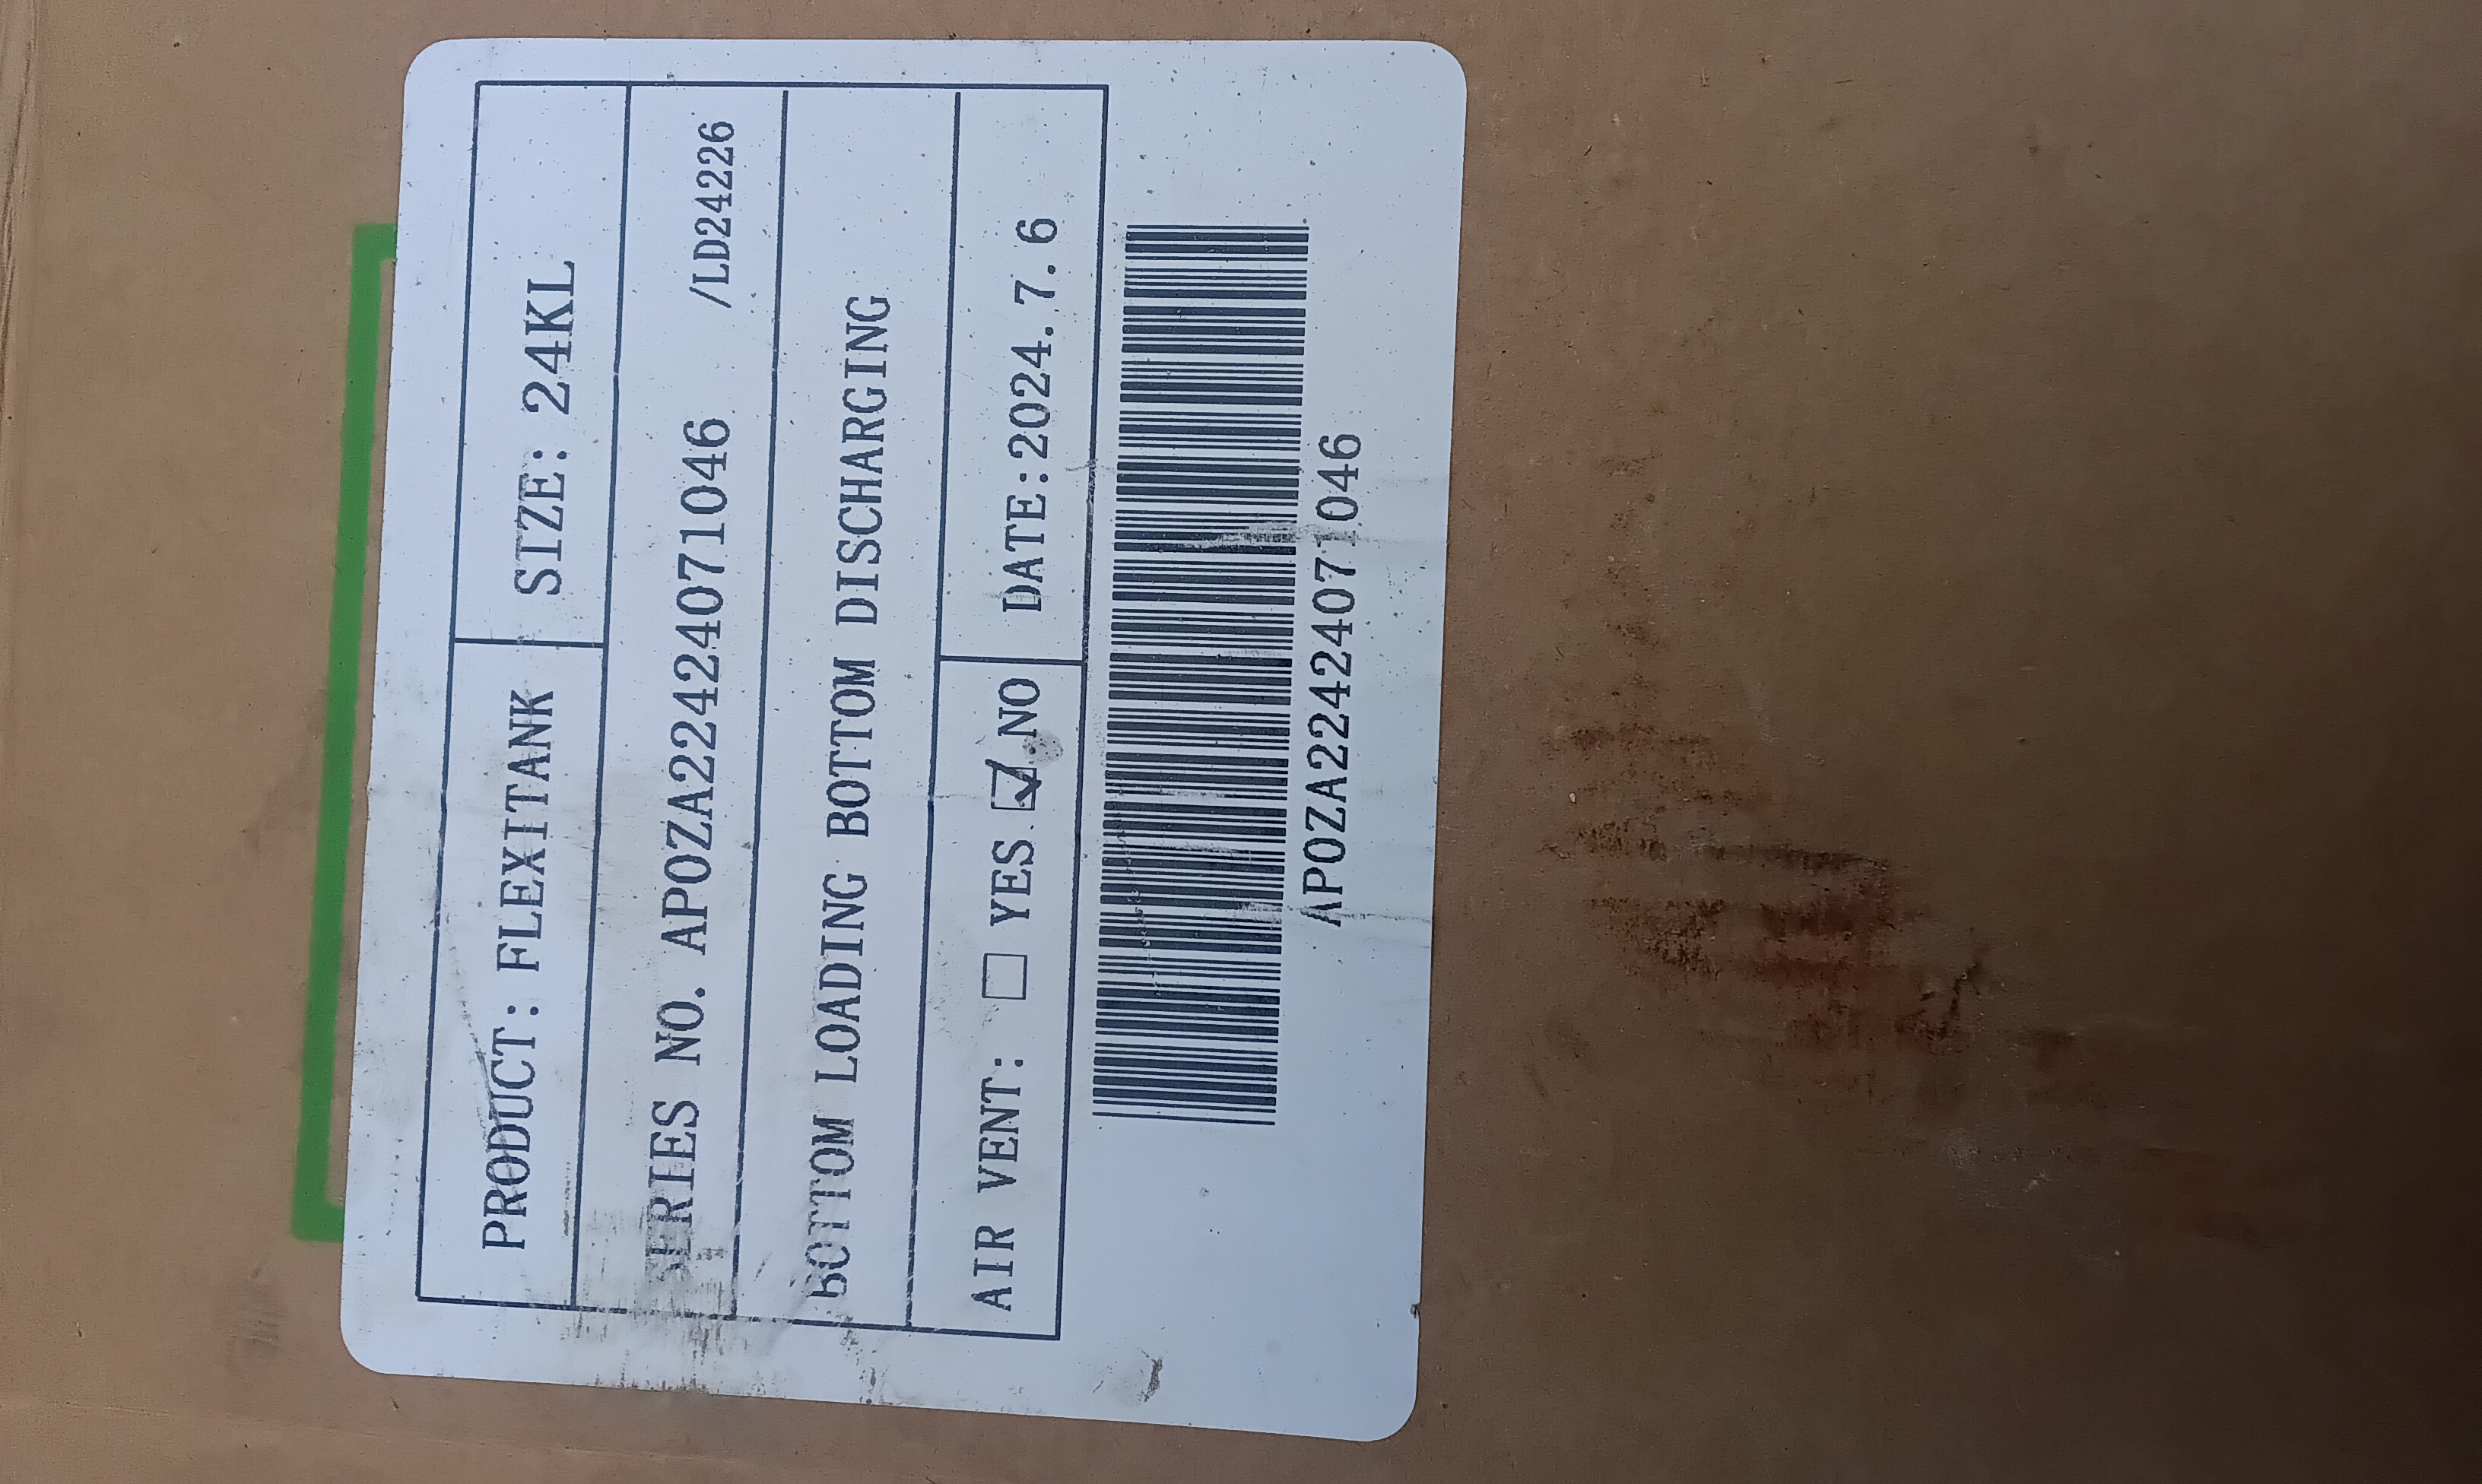 PRODUCT: FLEXITANK SIZE: 24KL
SERIES NO. APOZA22424071046 /LD24226
BOTTOM LOADING BOTTOM DISCHARGING
AIR VENT: ☐ YES ☑ NO DATE:2024.7.6
APOZA22424071046